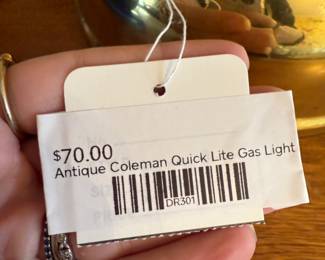 $70.00
Antique Coleman Quick Lite Gas Light
DR301